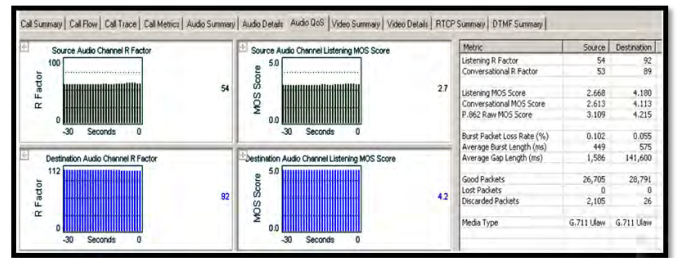 Call Summary Call Flow Call Trace Call Metrics Audio Summary Audio Details Audio QoS Video Summary Video Details RTCP Summary DTMF Summary
Source Audio Channel R Factor
100
R Factor
0.0
-30 Seconds 0
54
Source Audio Channel Listening MOS Score
5.0
MOS Score
0.0
-30 Seconds 0
2.7
Destination Audio Channel R Factor
112
R Factor
0
-30 Seconds 0
92
Destination Audio Channel Listening MOS Score
5.0
MOS Score
0.0
-30 Seconds 0
4.2
Metric Source Destination
Listening R Factor 54 92
Conversational R Factor 53 89
Listening MOS Score 2.668 4.180
Conversational MOS Score 2.613 4.113
P.862 Raw MOS Score 3.109 4.215
Burst Packet Loss Rate (%) 0.102 0.055
Average Burst Length (ms) 449 575
Average Gap Length (ms) 1,586 141,600
Good Packets 26,705 28,791
Lost Packets 0 0
Discarded Packets 2,105 26
Media Type G.711 Ulaw G.711 Ulaw